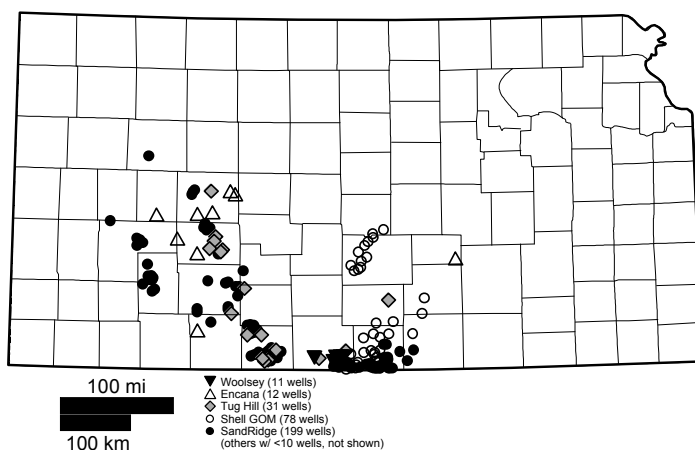 100 mi
100 km
Woolsey (11 wells)
Encana (12 wells)
Tug Hill (31 wells)
Shell GOM (78 wells)
SandRidge (199 wells)
(others w/ <10 wells, not shown)